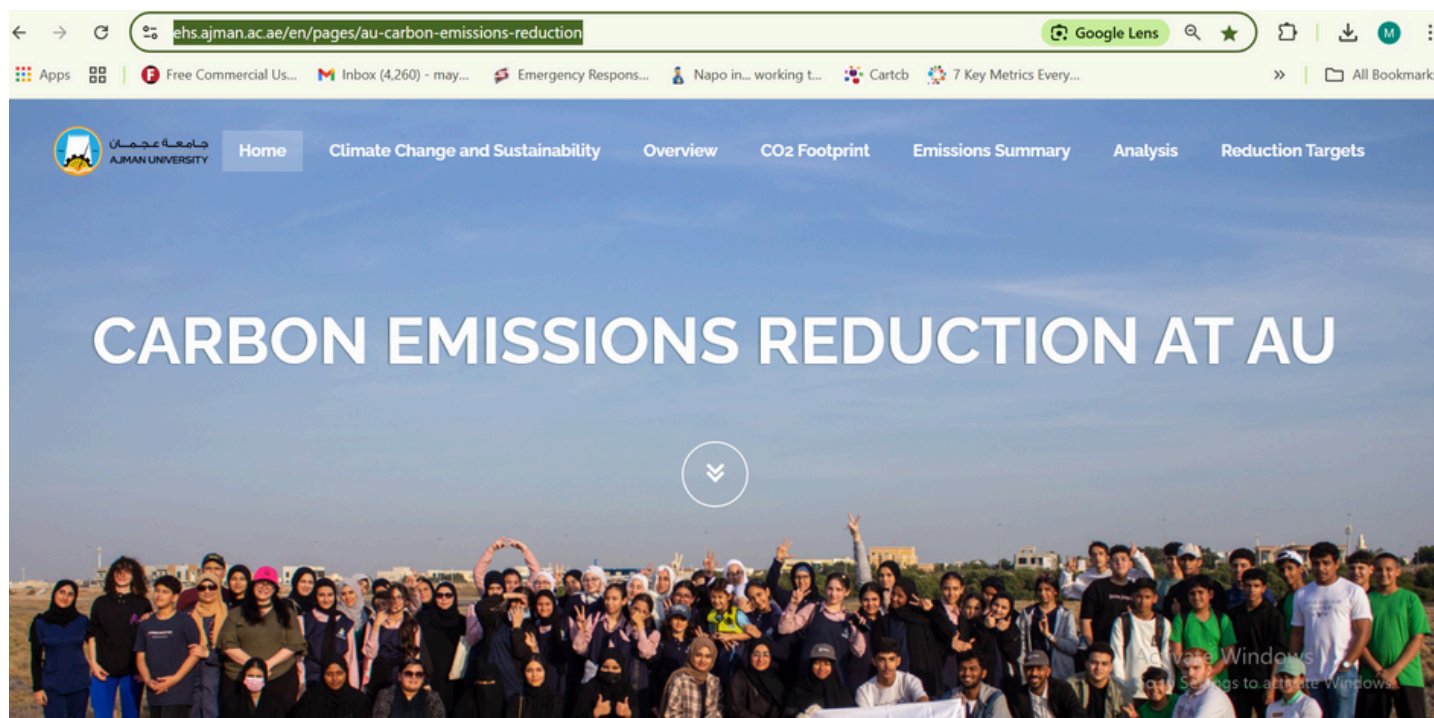 ehs.ajman.ac.ae/en/pages/au-carbon-emissions-reduction
Google Lens
M
Apps
Free Commercial Us...
Inbox (4,260) - may...
Emergency Respons...
Napo in... working t...
Cartcb
7 Key Metrics Every...
»
All Bookmarks
جامعة عجمان
AJMAN UNIVERSITY
Home
Climate Change and Sustainability
Overview
CO2 Footprint
Emissions Summary
Analysis
Reduction Targets
CARBON EMISSIONS REDUCTION AT AU
Activate Windows
Go to Settings to activate Windows.